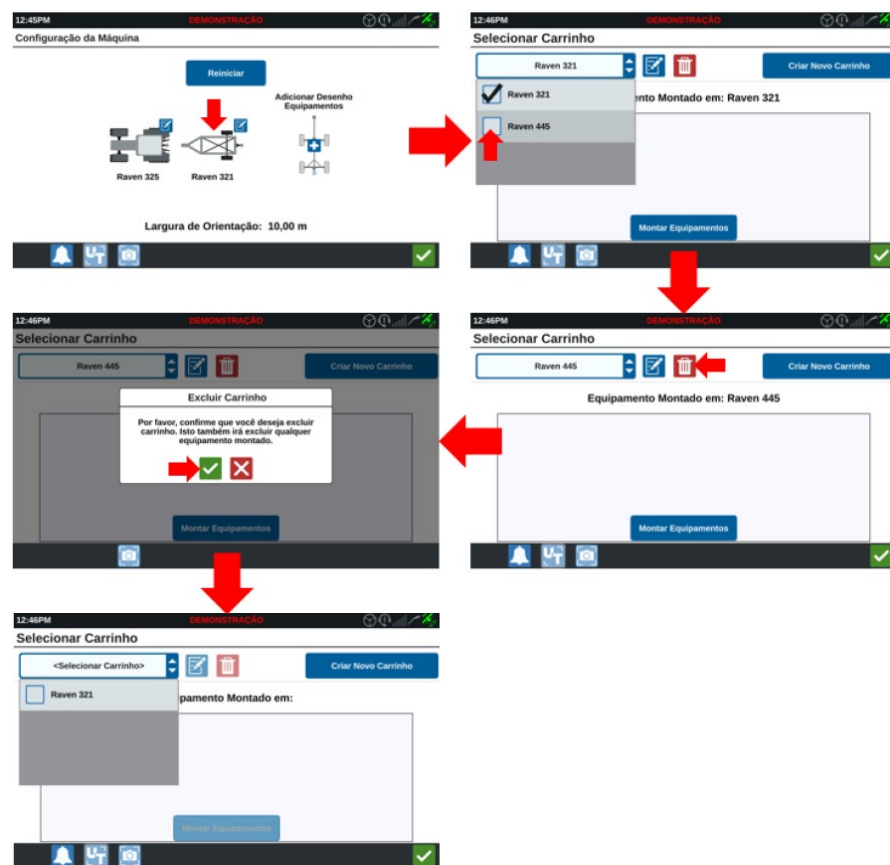 12:45PM DEMONSTRAÇÃO
Configuração da Máquina
Reiniciar
Adicionar Desenho
Equipamentos
Raven 325 Raven 321
Largura de Orientação: 10,00 m
UT
12:46PM DEMONSTRAÇÃO
Selecionar Carrinho
Raven 321 Criar Novo Carrinho
Raven 321 ento Montado em: Raven 321
Raven 445
Montar Equipamentos
UT
12:46PM DEMONSTRAÇÃO
Selecionar Carrinho
Raven 445 Criar Novo Carrinho
Equipamento Montado em: Raven 445
Montar Equipamentos
UT
12:46PM DEMONSTRAÇÃO
Selecionar Carrinho
Raven 445 Criar Novo Carrinho
Excluir Carrinho
Por favor, confirme que você deseja excluir
carrinho. Isto também irá excluir qualquer
equipamento montado.
Montar Equipamentos
12:46PM DEMONSTRAÇÃO
Selecionar Carrinho
<Selecionar Carrinho> Criar Novo Carrinho
Raven 321 pamento Montado em:
Montar Equipamentos
UT